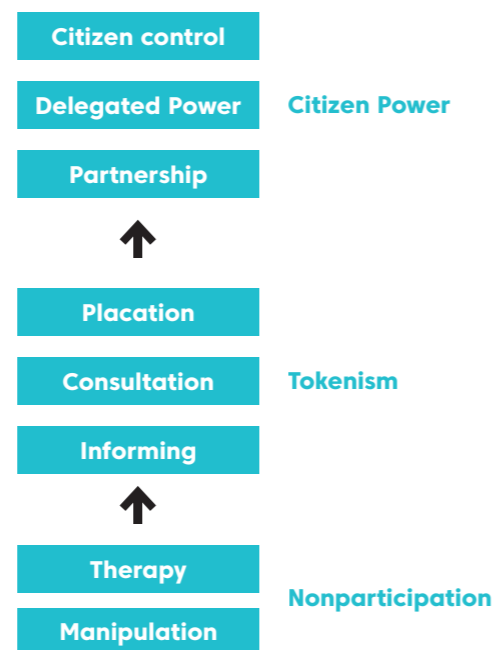 Citizen control
Delegated Power
Citizen Power
Partnership
Placation
Consultation
Tokenism
Informing
Therapy
Nonparticipation
Manipulation